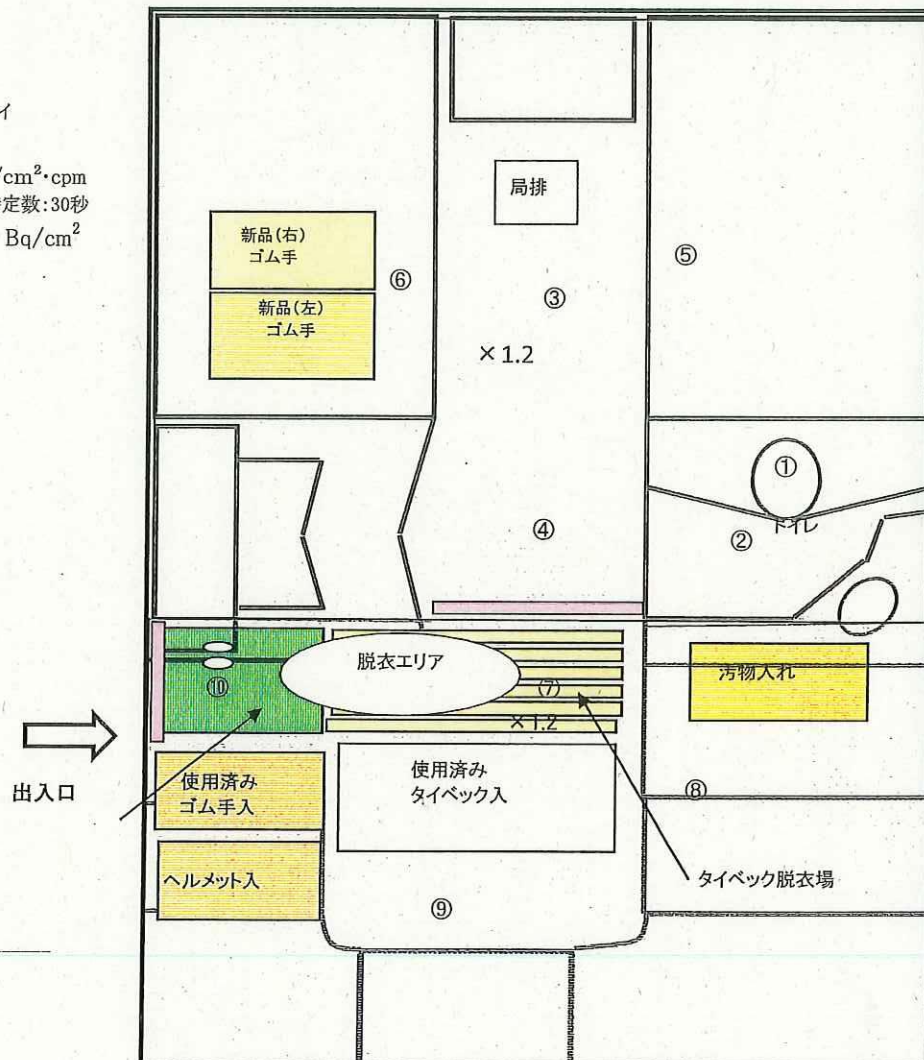 イ
/cm²・cpm
定数:30秒
Bq/cm²
局排
新品(右)
ゴム手
新品(左)
ゴム手
⑥
③
⑤
×1.2
①
④
②
トイレ
脱衣エリア
⑩
(7)
×1.2
汚物入れ
出入口
使用済み
ゴム手入
使用済み
タイベック入
⑧
ヘルメット入
タイベック脱衣場
⑨